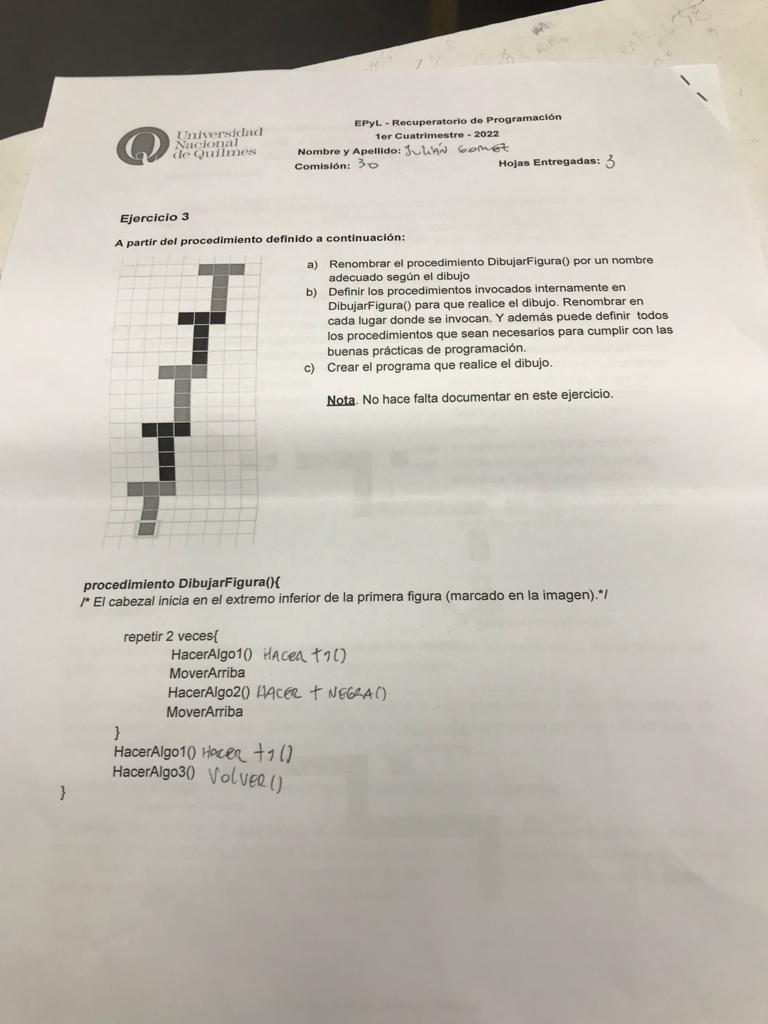 Universidad
Nacional
de Quilmes
EPyL - Recuperatorio de Programación
1er Cuatrimestre - 2022
Nombre y Apellido: Julián Gomez
Comisión: 30
Hojas Entregadas: 3
Ejercicio 3
A partir del procedimiento definido a continuación:
a) Renombrar el procedimiento DibujarFigura() por un nombre
adecuado según el dibujo
b) Definir los procedimientos invocados internamente en
DibujarFigura() para que realice el dibujo. Renombrar en
cada lugar donde se invocan. Y además puede definir todos
los procedimientos que sean necesarios para cumplir con las
buenas prácticas de programación.
c) Crear el programa que realice el dibujo.
Nota. No hace falta documentar en este ejercicio.
procedimiento DibujarFigura(){
/* El cabezal inicia en el extremo inferior de la primera figura (marcado en la imagen).*/
repetir 2 veces{
HacerAlgo1() HACER T1()
MoverArriba
HacerAlgo2() HACER T NEGRA()
MoverArriba
}
HacerAlgo1() HACER T1()
HacerAlgo3() VOLVER()
}